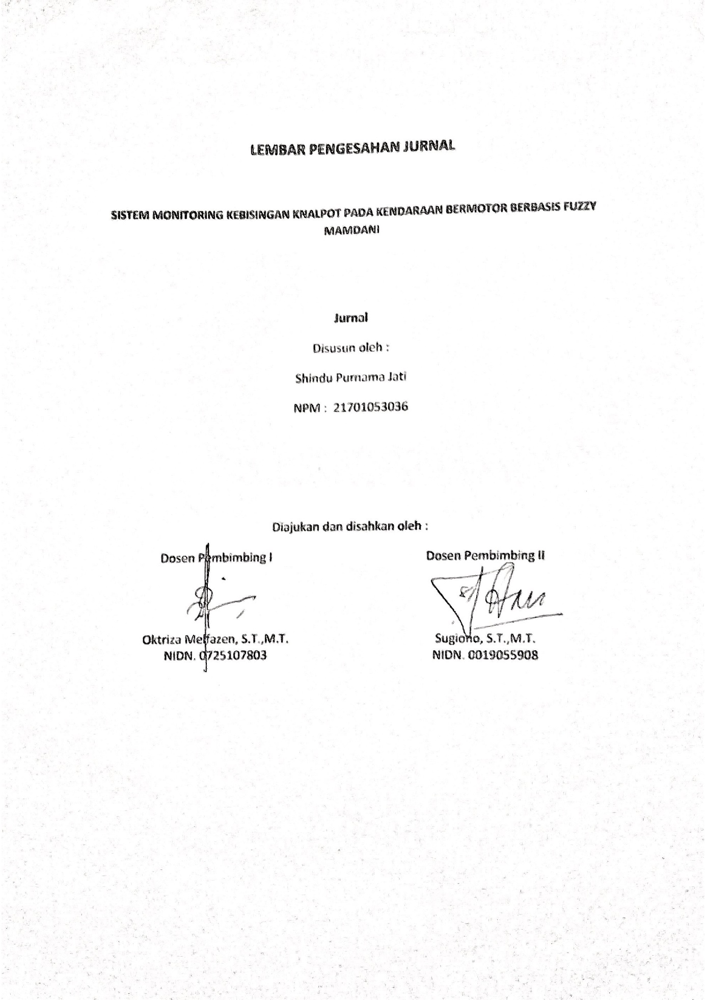 LEMBAR PENGESAHAN JURNAL
SISTEM MONITORING KEBISINGAN KNALPOT PADA KENDARAAN BERMOTOR BERBASIS FUZZY
MAMDANI
Jurnal
Disusun oleh :
Shindu Purnama Jati
NPM : 21701053036
Diajukan dan disahkan oleh :
Dosen Pembimbing I
Dosen Pembimbing II
Oktriza Melfazen, S.T.,M.T.
Sugiono, S.T.,M.T.
NIDN. 0725107803
NIDN. 0019055908